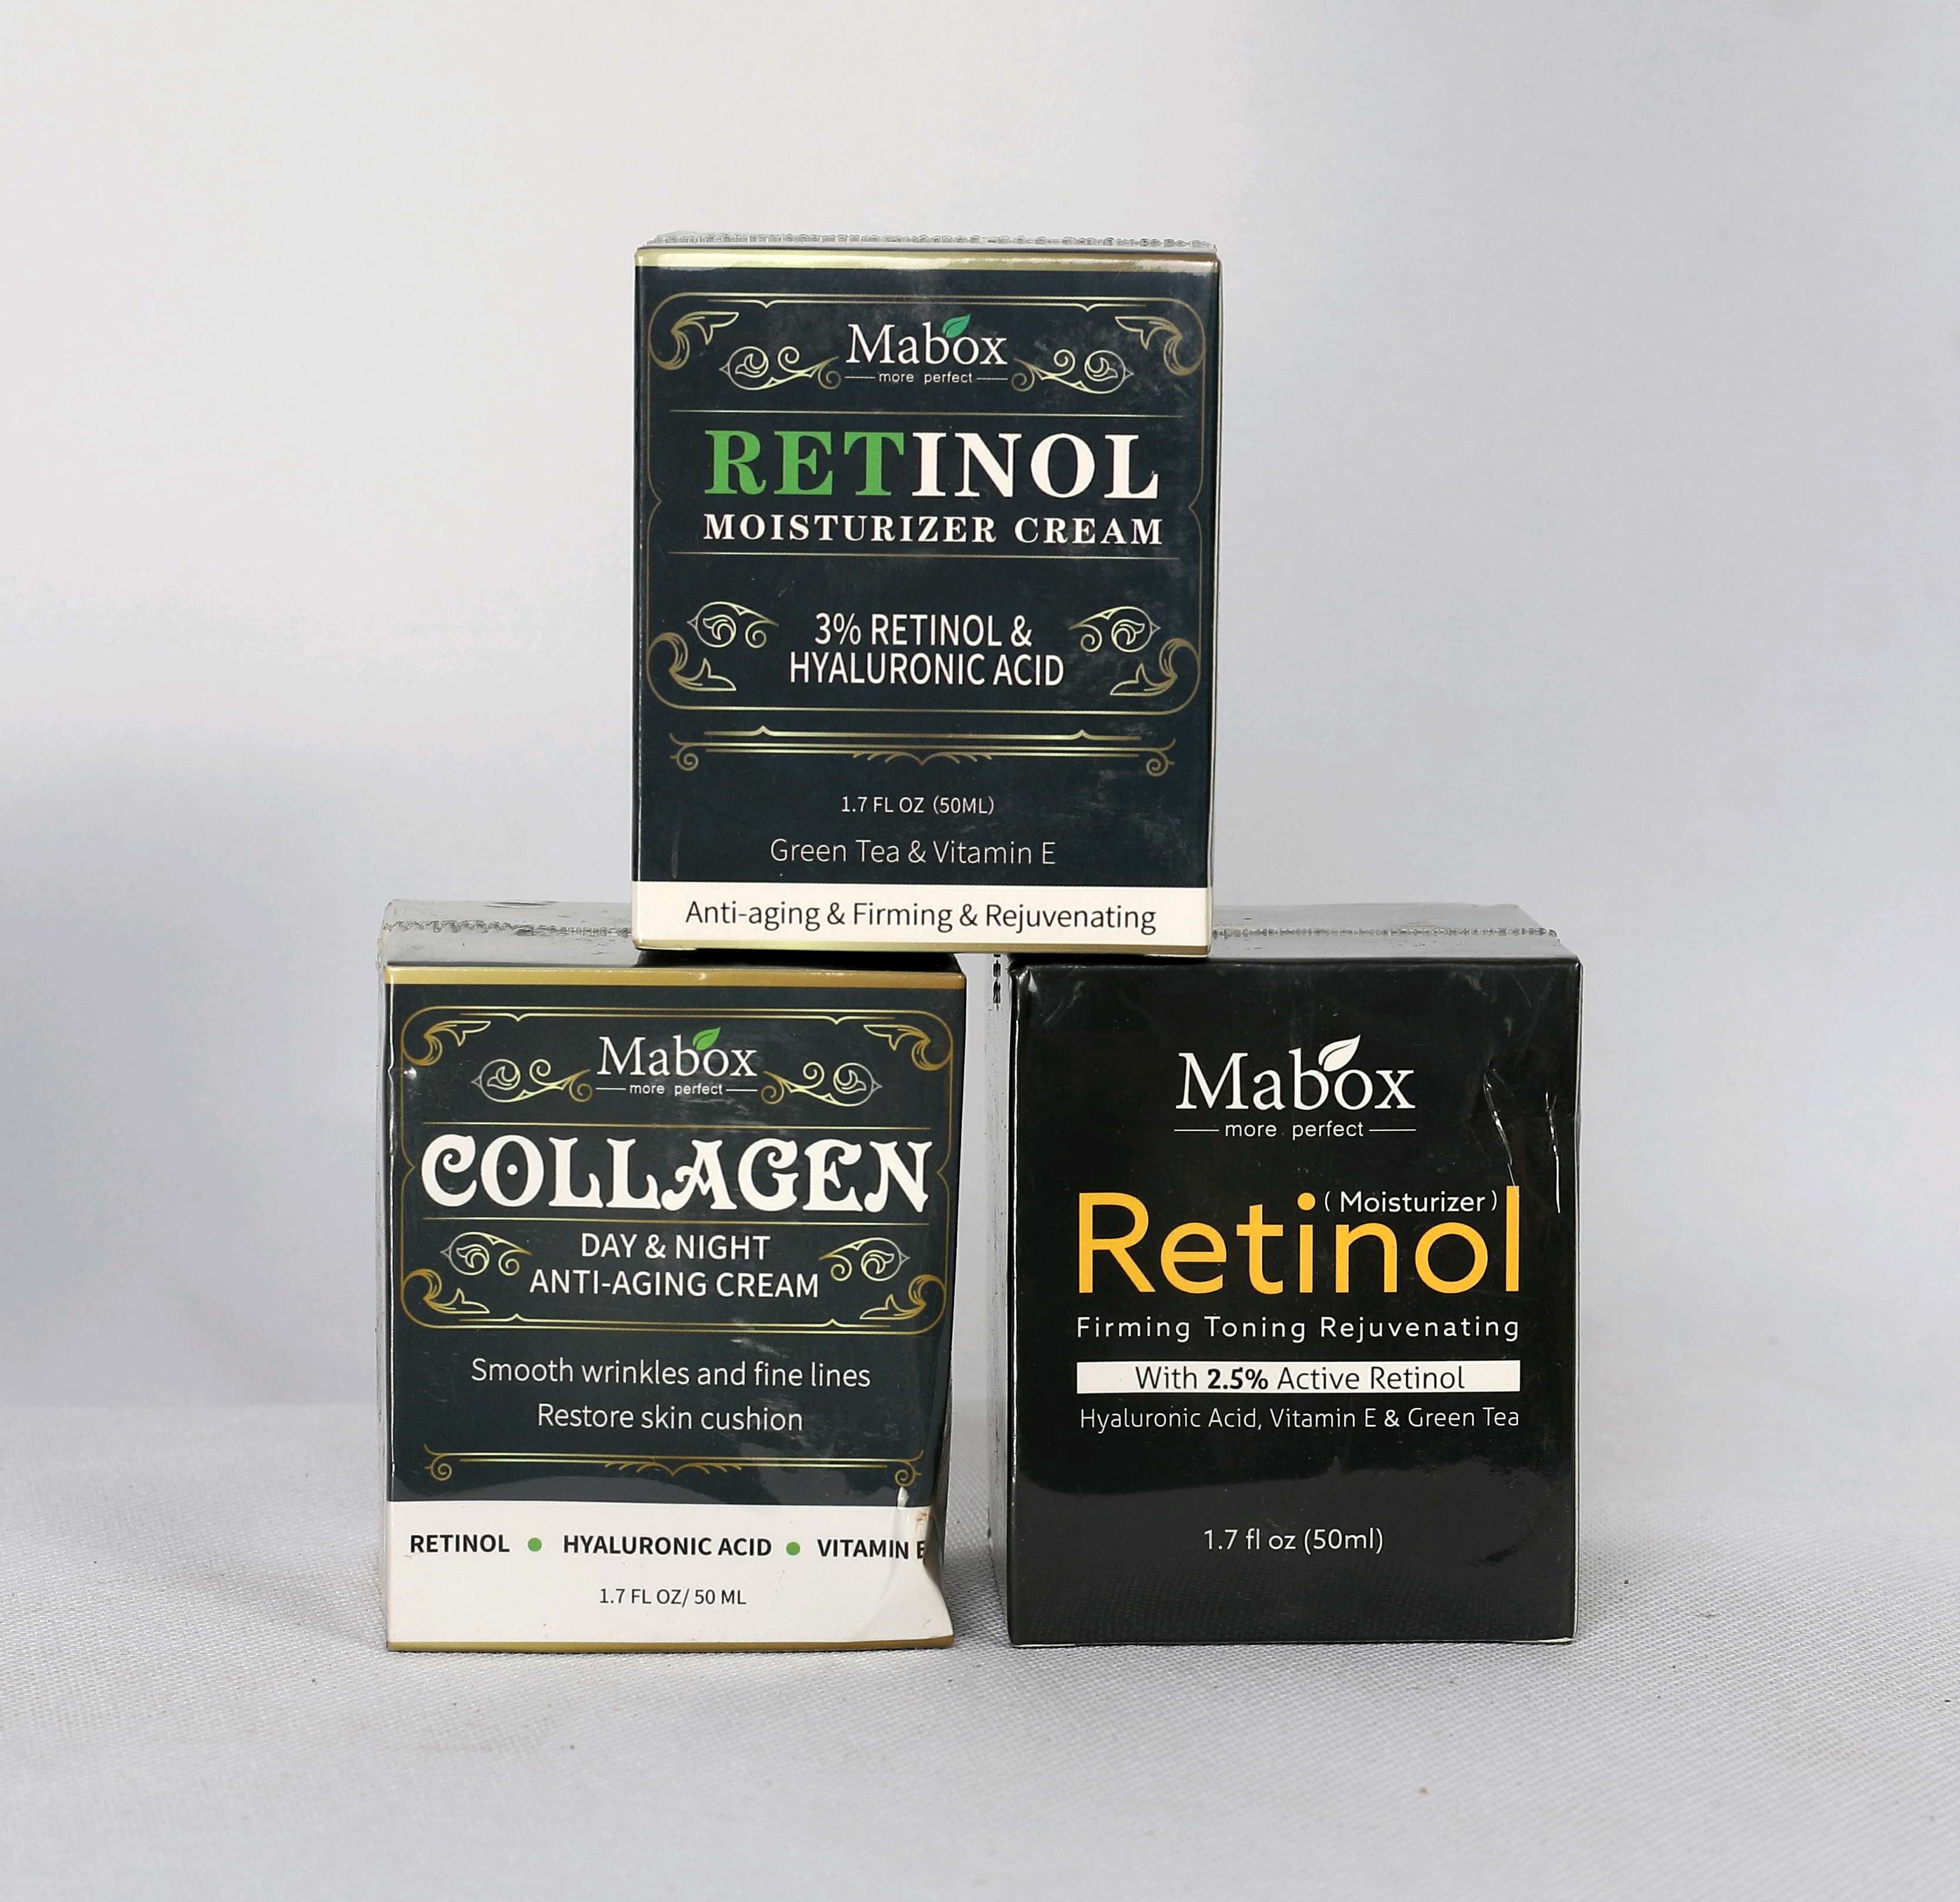 Mabox
more perfect
RETINOL
MOISTURIZER CREAM
3% RETINOL &
HYALURONIC ACID
1.7 FL OZ (50ML)
Green Tea & Vitamin E
Anti-aging & Firming & Rejuvenating
Mabox
more perfect
COLLAGEN
DAY & NIGHT
ANTI-AGING CREAM
Smooth wrinkles and fine lines
Restore skin cushion
RETINOL ● HYALURONIC ACID ● VITAMIN E
1.7 FL OZ/ 50 ML
Mabox
more perfect
(Moisturizer)
Retinol
Firming Toning Rejuvenating
With 2.5% Active Retinol
Hyaluronic Acid, Vitamin E & Green Tea
1.7 fl oz (50ml)